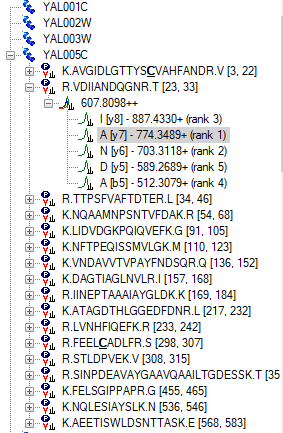 YAL001C
YAL002W
YAL003W
YAL005C
K.AVGIDLGTTYSCVAHFANDR.V [3, 22]
R.VDIIANDQGNR.T [23, 33]
607.8098++
I [y8] - 887.4330+ (rank 3)
A [y7] - 774.3489+ (rank 1)
N [y6] - 703.3118+ (rank 2)
D [y5] - 589.2689+ (rank 5)
A [b5] - 512.3079+ (rank 4)
R.TTPSFVAFTDTER.L [34, 46]
K.NQAAMNPSNTVFDAK.R [54, 68]
K.LIDVDGKPQIQVEFK.G [91, 105]
K.NFTPEQISSMVLGK.M [110, 123]
K.VNDAVVTVPAYFNDSQR.Q [136, 152]
K.DAGTIAGLNVLR.I [157, 168]
R.IINEPTAAAIAYGLDK.K [169, 184]
K.ATAGDTHLGGEDFDNR.L [217, 232]
R.LVNHFIQEFK.R [233, 242]
R.FEELCADLFR.S [298, 307]
R.STLDPVEK.V [308, 315]
R.SINPDEAVAYGAAVQAAILTGDESSK.T [35
K.FELSGIPPAPR.G [455, 465]
K.NQLESIAYSLK.N [536, 546]
K.AEETISWLDSNTTASK.E [568, 583]